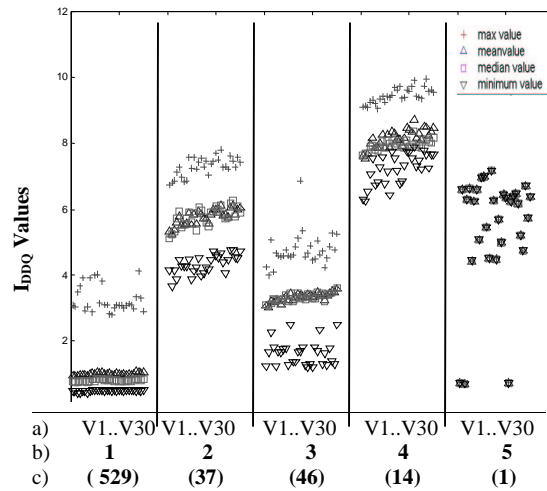 12
10
8
6
4
2
I_DDQ Values
max value
meanvalue
median value
minimum value
a) V1..V30 V1..V30 V1..V30 V1..V30 V1..V30
b) 1 2 3 4 5
c) ( 529) (37) (46) (14) (1)